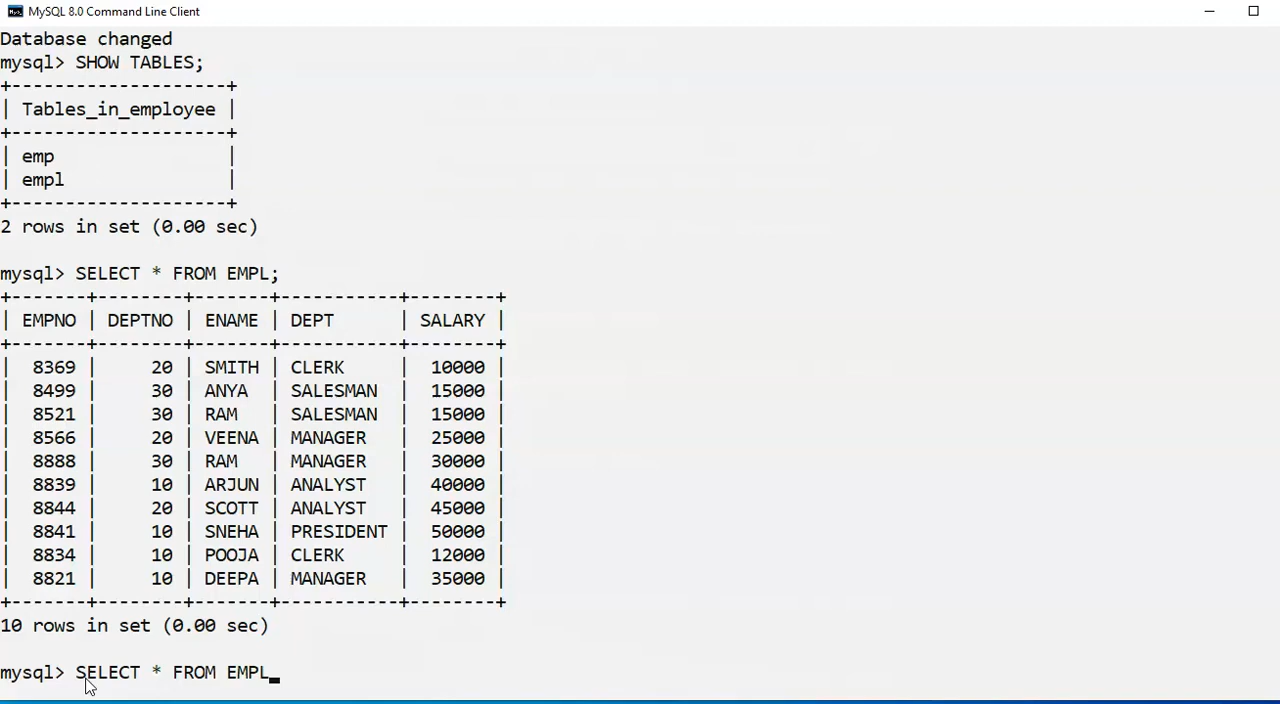 MySQL 8.0 Command Line Client
Database changed
mysql> SHOW TABLES;
+--------------------+
| Tables_in_employee |
+--------------------+
| emp                |
| empl               |
+--------------------+
2 rows in set (0.00 sec)
mysql> SELECT * FROM EMPL;
+-------+--------+-------+-----------+--------+
| EMPNO | DEPTNO | ENAME | DEPT      | SALARY |
+-------+--------+-------+-----------+--------+
|  8369 |     20 | SMITH | CLERK     |  10000 |
|  8499 |     30 | ANYA  | SALESMAN  |  15000 |
|  8521 |     30 | RAM   | SALESMAN  |  15000 |
|  8566 |     20 | VEENA | MANAGER   |  25000 |
|  8888 |     30 | RAM   | MANAGER   |  30000 |
|  8839 |     10 | ARJUN | ANALYST   |  40000 |
|  8844 |     20 | SCOTT | ANALYST   |  45000 |
|  8841 |     10 | SNEHA | PRESIDENT |  50000 |
|  8834 |     10 | POOJA | CLERK     |  12000 |
|  8821 |     10 | DEEPA | MANAGER   |  35000 |
+-------+--------+-------+-----------+--------+
10 rows in set (0.00 sec)
mysql> SELECT * FROM EMPL_